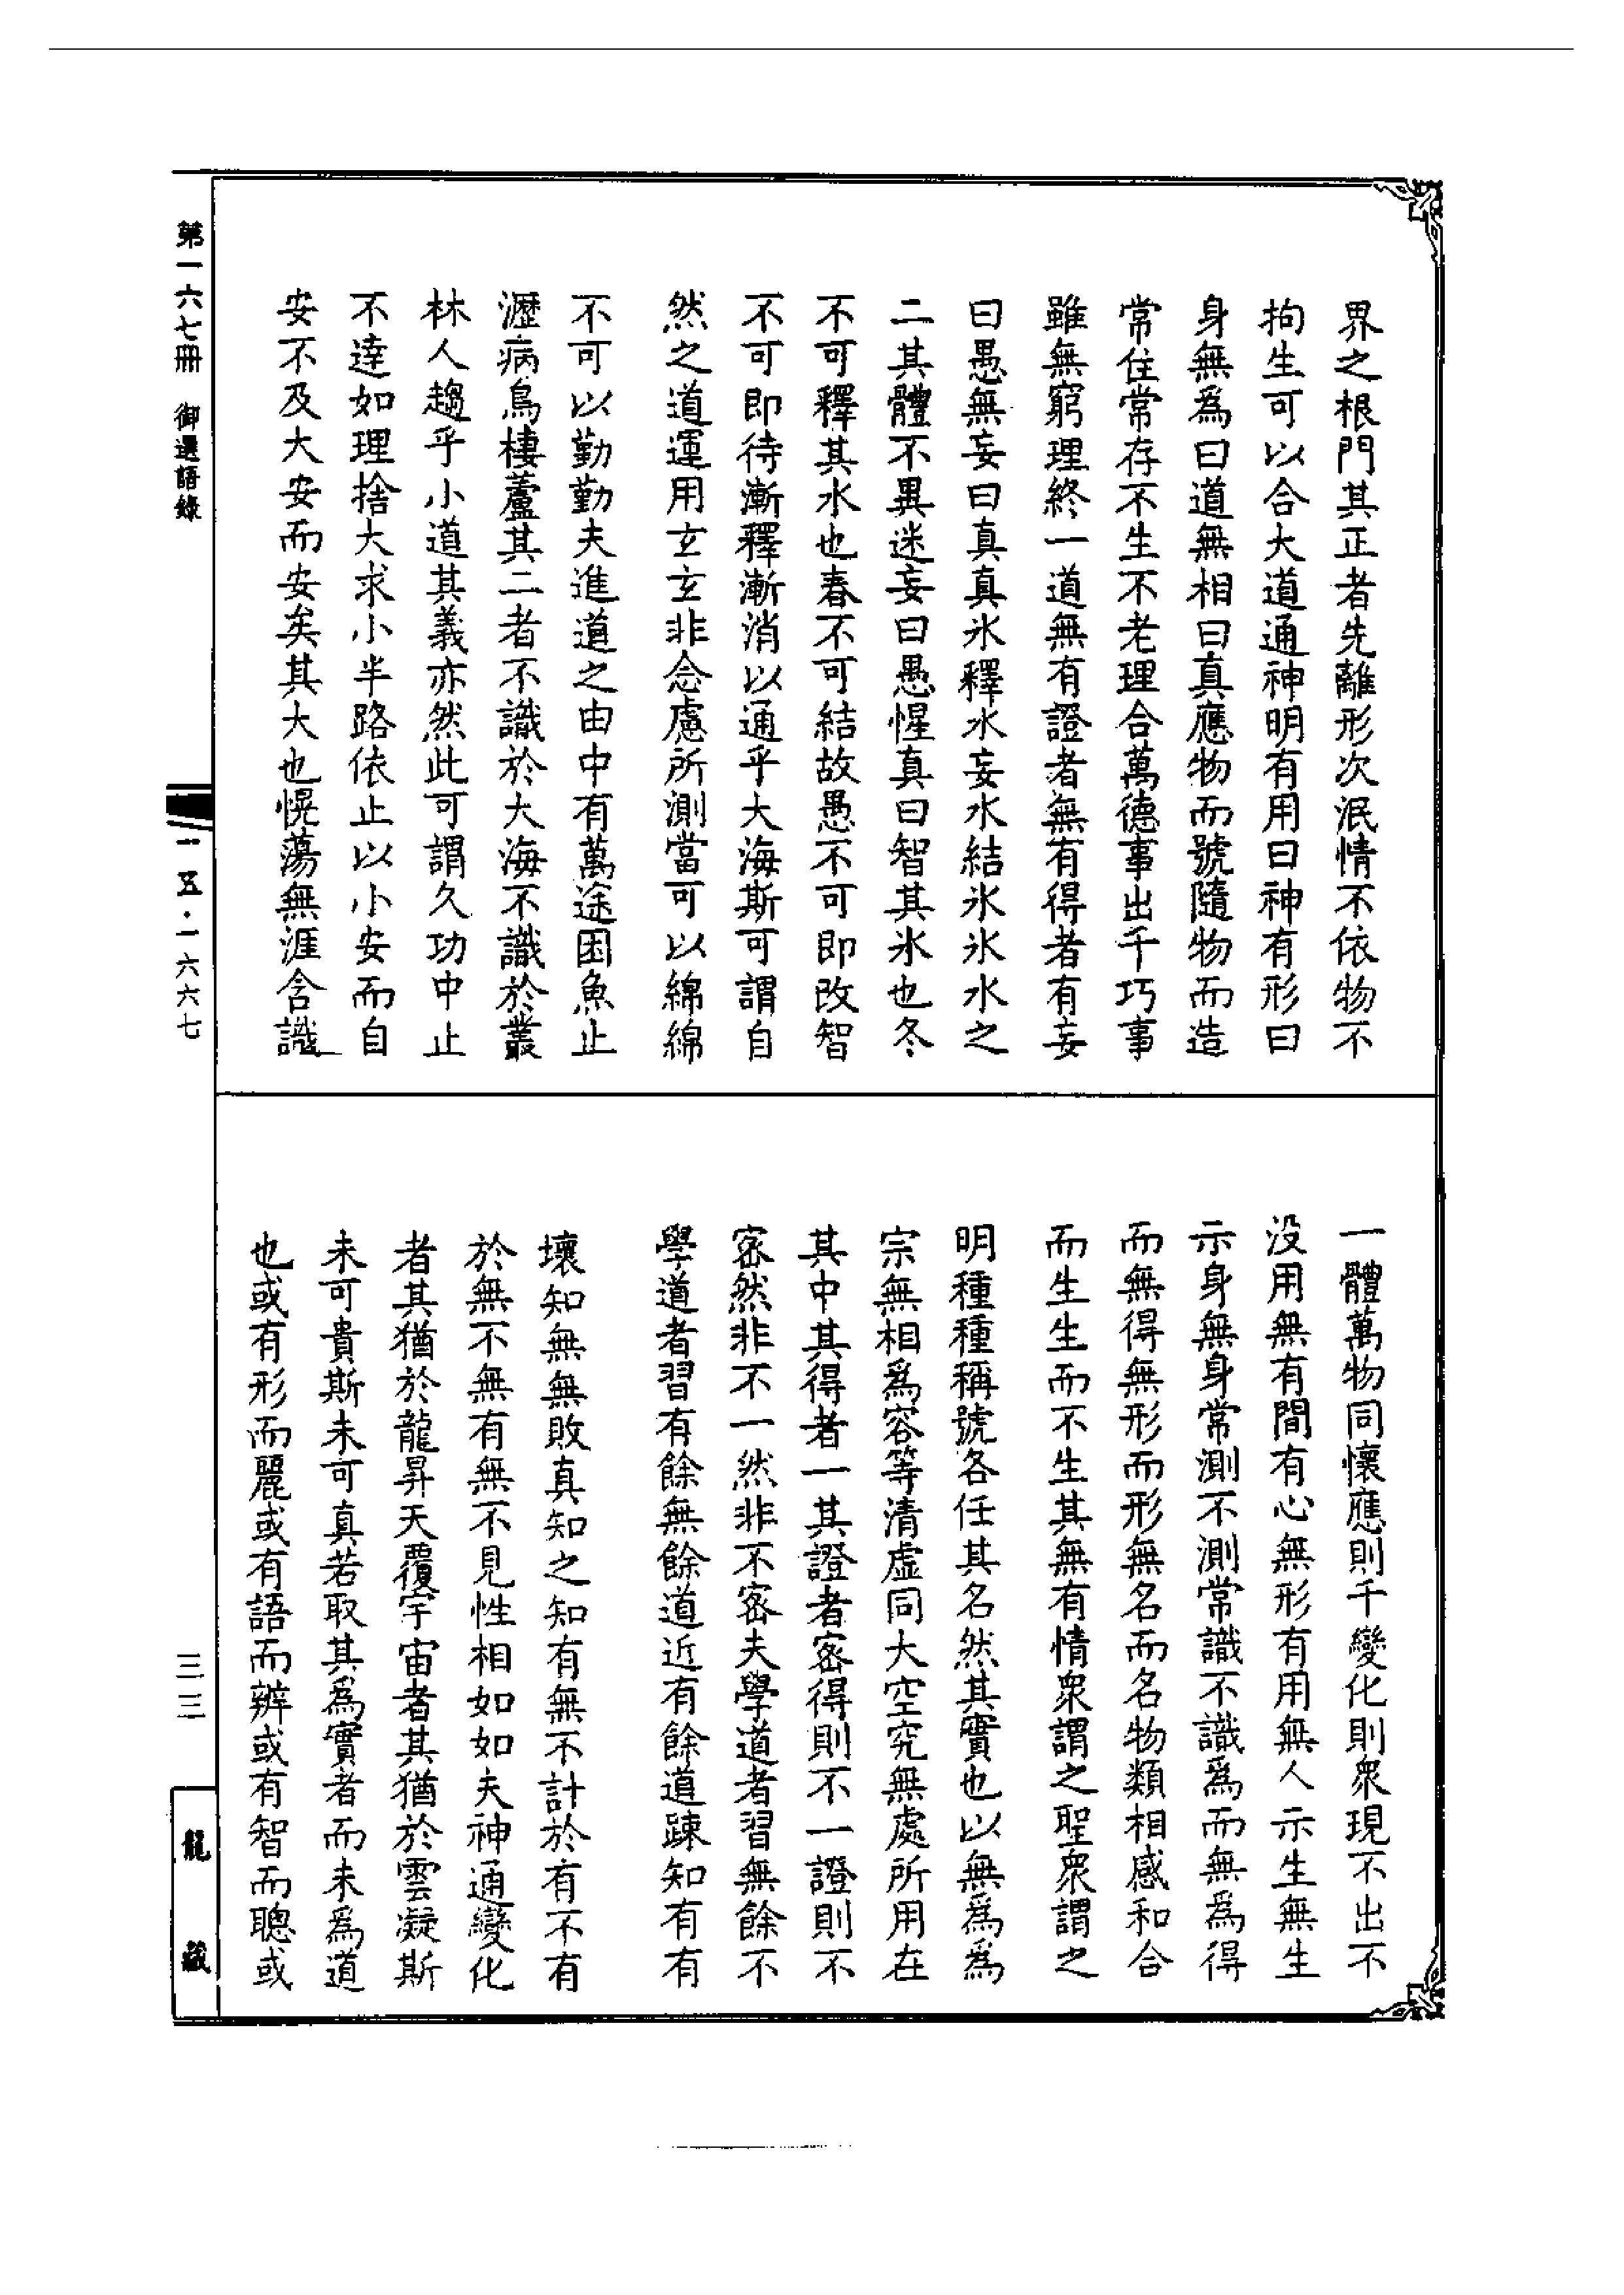 界之根門其正者先離形次泯情不依物不
拘生可以合大道通神明有用曰神有形曰
身無為曰道無相曰真應物而號隨物而造
常住常存不生不老理合萬德事出千巧事
雖無窮理終一道無有證者無有得者有妄
曰愚無妄曰真真氷釋水妄水結氷氷水之
二其體不異迷妄曰愚惺真曰智其氷也冬
不可釋其水也春不可結故愚不可即改智
不可即待漸釋漸消以通乎大海斯可謂自
然之道運用玄玄非念慮所測當可以綿綿
不可以勤勤夫進道之由中有萬途困魚止
瀝病鳥棲蘆其二者不識於大海不識於叢
林人趨乎小道其義亦然此可謂久功中止
不達如理捨大求小半路依止以小安而自
安不及大安而安矣其大也愰蕩無涯含識
一體萬物同懷應則千變化則衆現不出不
没用無有間有心無形有用無人示生無生
示身無身常測不測常識不識為而無為得
而無得無形而形無名而名物類相感和合
而生生而不生其無有情衆謂之聖衆謂之
明種種稱號各任其名然其實也以無為為
宗無相為容等清虛同大空究無處所用在
其中其得者一其證者密得則不一證則不
密然非不一然非不密夫學道者習無餘不
學道者習有餘無餘道近有餘道踈知有有
壞知無無敗真知之知有無不計於有不有
於無不無有無不見性相如如夫神通變化
者其猶於龍昇天覆宇宙者其猶於雲凝斯
未可貴斯未可真若取其為實者而未為道
也或有形而麗或有語而辨或有智而聰或
第一六七冊 御選語錄
一五·一六六七
三三
龍藏